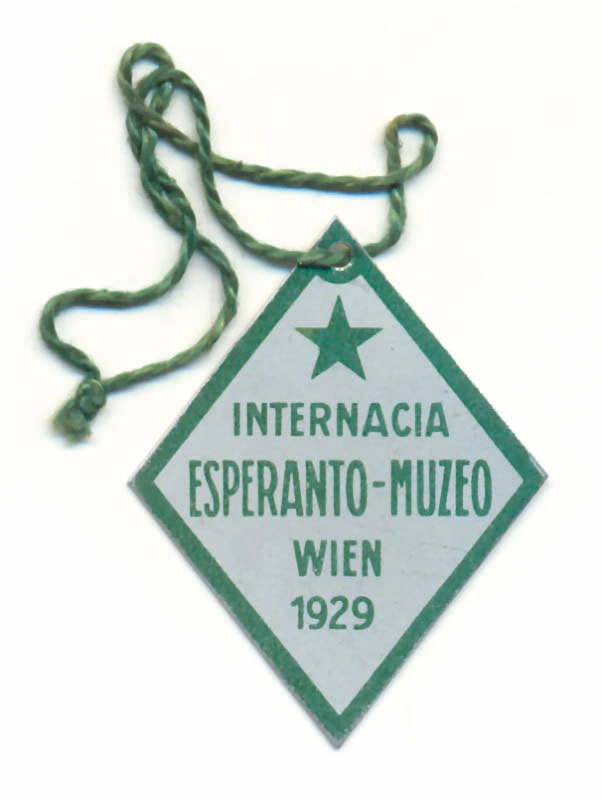 INTERNACIA
ESPERANTO-MUZEO
WIEN
1929